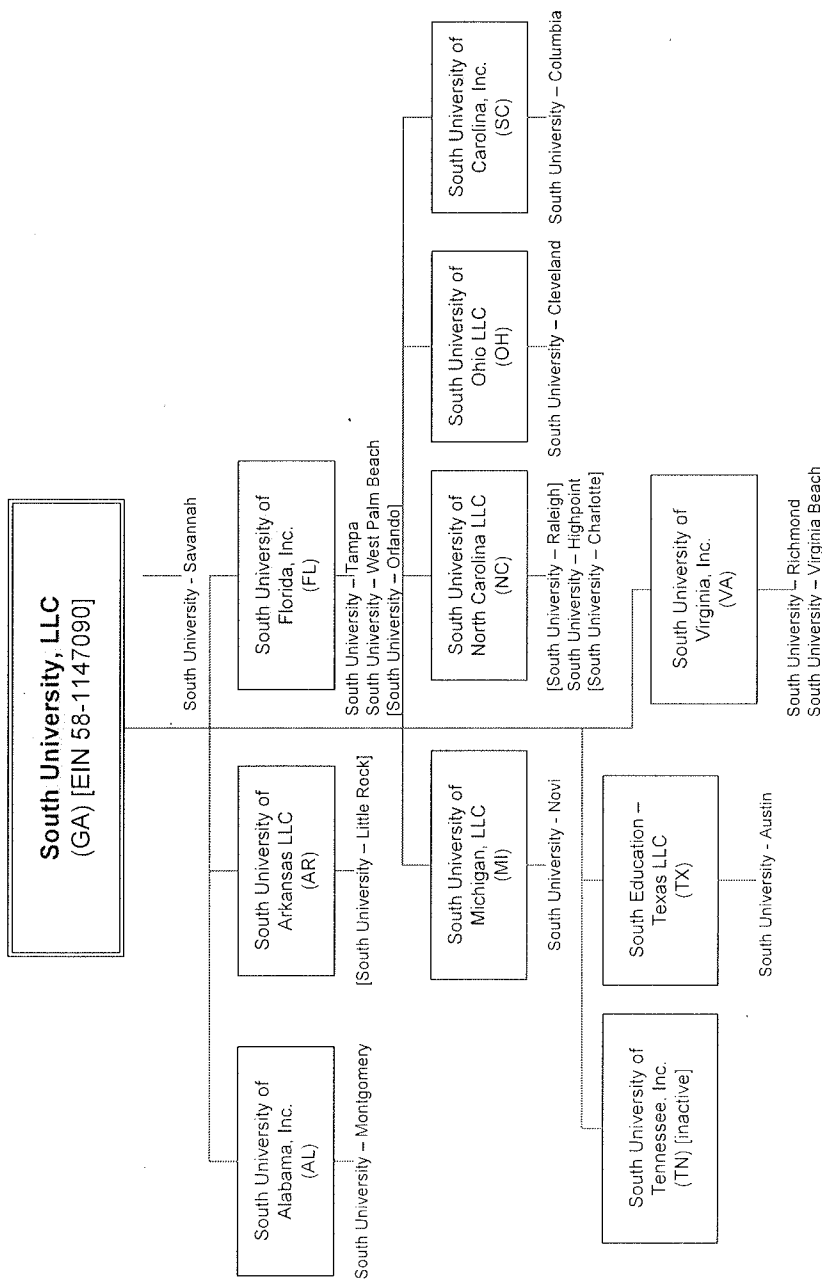 South University, LLC
(GA) [EIN 58-1147090]
South University - Savannah
South University of
Alabama, Inc.
(AL)
South University – Montgomery
South University of
Arkansas LLC
(AR)
[South University – Little Rock]
South University of
Florida, Inc.
(FL)
South University – Tampa
South University – West Palm Beach
[South University – Orlando]
South University of
Michigan, LLC
(MI)
South University - Novi
South University of
North Carolina LLC
(NC)
[South University – Raleigh]
South University – Highpoint
[South University – Charlotte]
South University of
Ohio LLC
(OH)
South University – Cleveland
South University of
Carolina, Inc.
(SC)
South University – Columbia
South University of
Tennessee, Inc.
(TN) [inactive]
South Education –
Texas LLC
(TX)
South University - Austin
South University of
Virginia, Inc.
(VA)
South University – Richmond
South University – Virginia Beach